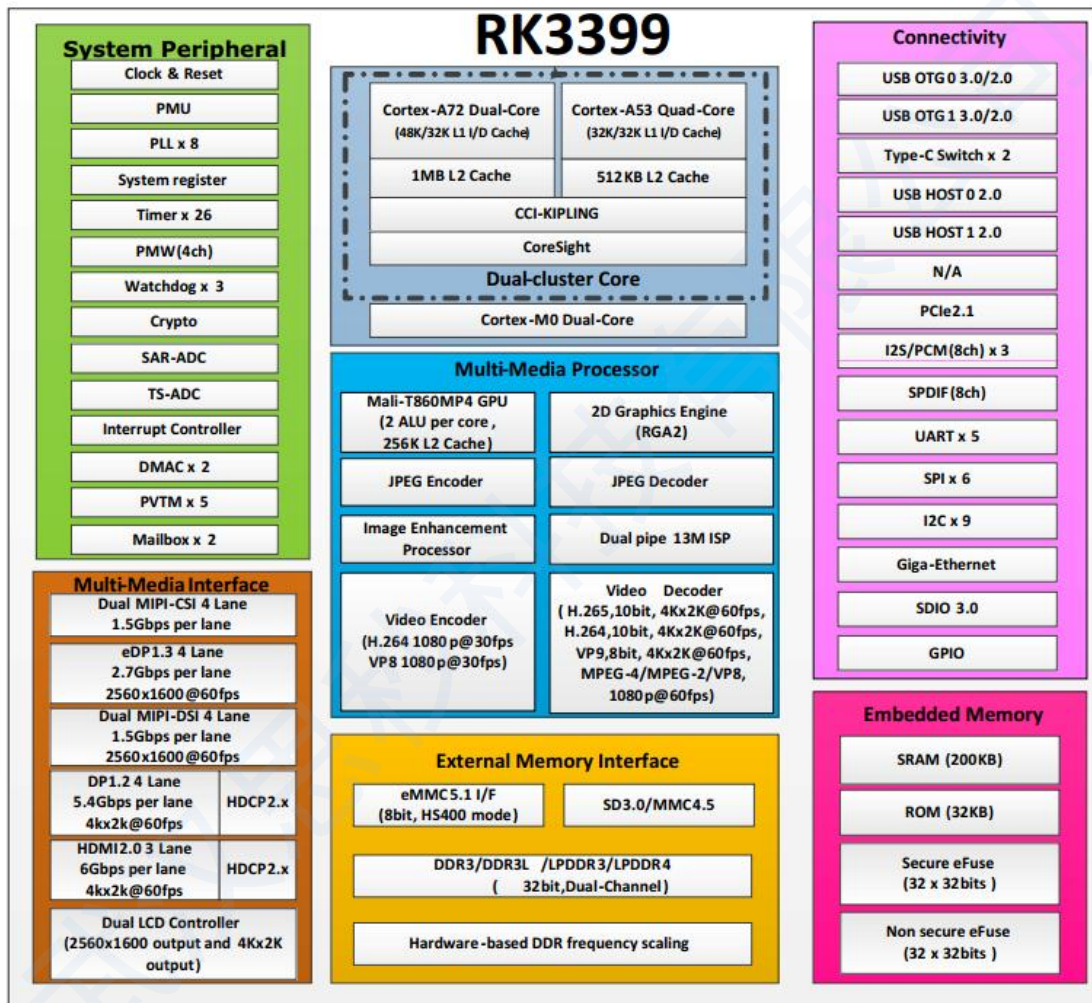 RK3399
System Peripheral
Clock & Reset
PMU
PLL x 8
System register
Timer x 26
PMW(4ch)
Watchdog x 3
Crypto
SAR-ADC
TS-ADC
Interrupt Controller
DMAC x 2
PVTM x 5
Mailbox x 2
Multi-Media Interface
Dual MIPI-CSI 4 Lane
1.5Gbps per lane
eDP1.3 4 Lane
2.7Gbps per lane
2560x1600@60fps
Dual MIPI-DSI 4 Lane
1.5Gbps per lane
2560x1600@60fps
DP1.2 4 Lane
5.4Gbps per lane
4kx2k@60fps
HDCP2.x
HDMI2.0 3 Lane
6Gbps per lane
4kx2k@60fps
HDCP2.x
Dual LCD Controller
(2560x1600 output and 4Kx2K
output)
Cortex-A72 Dual-Core
(48K/32K L1 I/D Cache)
1MB L2 Cache
Cortex-A53 Quad-Core
(32K/32K L1 I/D Cache)
512KB L2 Cache
CCI-KIPLING
CoreSight
Dual-cluster Core
Cortex-M0 Dual-Core
Multi-Media Processor
Mali-T860MP4 GPU
(2 ALU per core ,
256K L2 Cache)
2D Graphics Engine
(RGA2)
JPEG Encoder
JPEG Decoder
Image Enhancement
Processor
Dual pipe 13M ISP
Video Encoder
(H.264 1080p@30fps
VP8 1080p@30fps)
Video Decoder
( H.265,10bit, 4Kx2K@60fps,
H.264,10bit, 4Kx2K@60fps,
VP9,8bit, 4Kx2K@60fps,
MPEG-4/MPEG-2/VP8,
1080p@60fps)
External Memory Interface
eMMC5.1 I/F
(8bit, HS400 mode)
SD3.0/MMC4.5
DDR3/DDR3L /LPDDR3/LPDDR4
( 32bit,Dual-Channel)
Hardware-based DDR frequency scaling
Connectivity
USB OTG0 3.0/2.0
USB OTG1 3.0/2.0
Type-C Switch x 2
USB HOST0 2.0
USB HOST1 2.0
N/A
PCIe2.1
I2S/PCM(8ch) x 3
SPDIF(8ch)
UART x 5
SPI x 6
I2C x 9
Giga-Ethernet
SDIO 3.0
GPIO
Embedded Memory
SRAM (200KB)
ROM (32KB)
Secure eFuse
(32 x 32bits )
Non secure eFuse
(32 x 32bits )